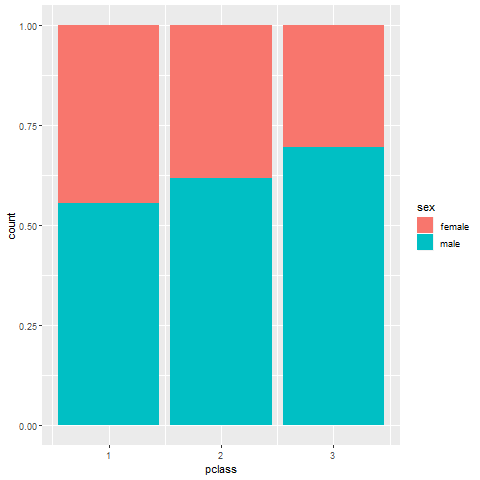 1.00
0.75
0.50
0.25
0.00
count
1 2 3
pclass
sex
female
male